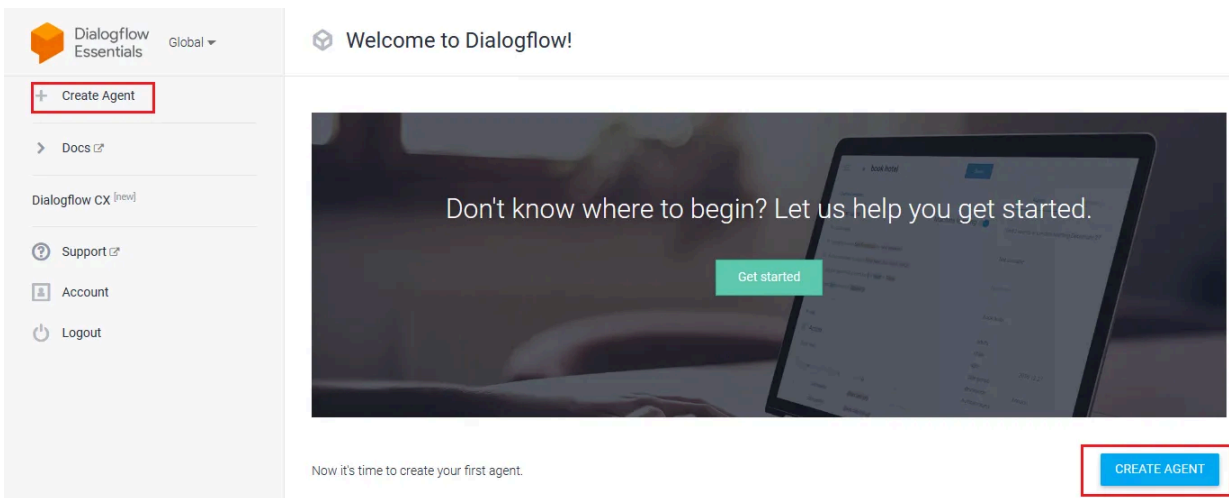 Dialogflow
Essentials
Global
Welcome to Dialogflow!
Create Agent
Docs
Dialogflow CX [new]
Support
Account
Logout
Don't know where to begin? Let us help you get started.
Get started
Now it's time to create your first agent.
CREATE AGENT